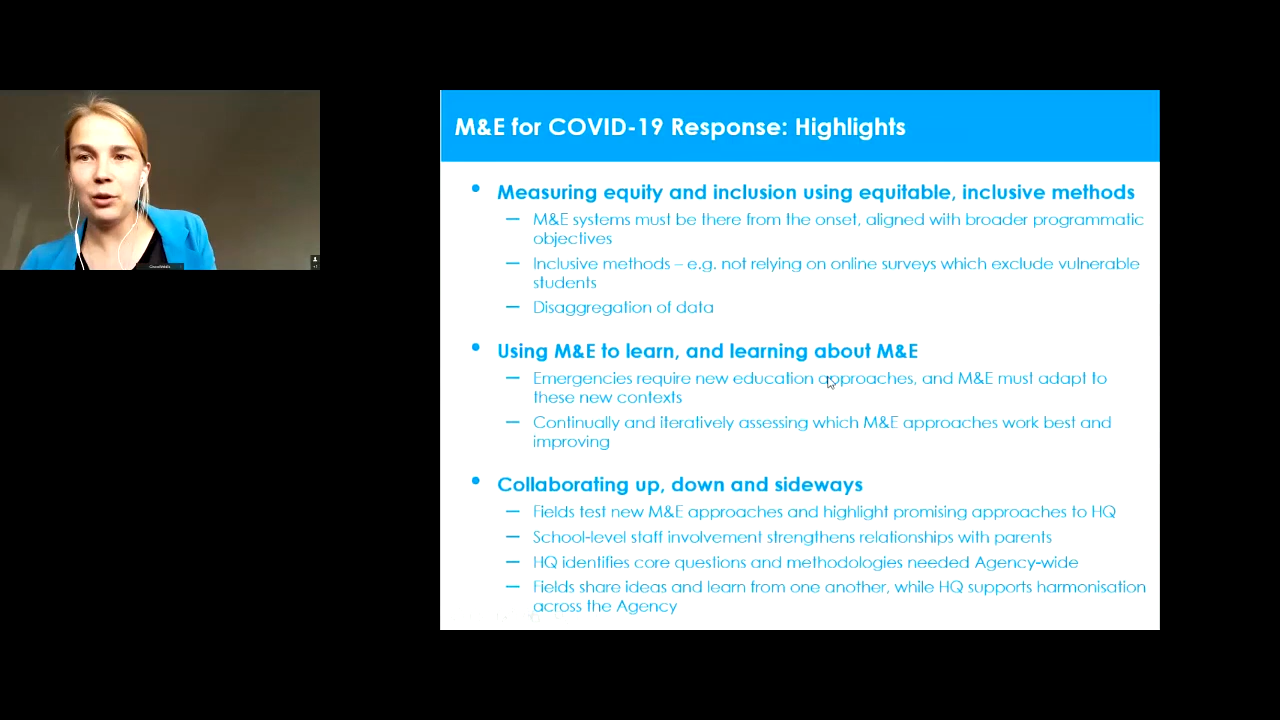 M&E for COVID-19 Response: Highlights
• Measuring equity and inclusion using equitable, inclusive methods
— M&E systems must be there from the onset, aligned with broader programmatic
objectives
— Inclusive methods – e.g. not relying on online surveys which exclude vulnerable
students
— Disaggregation of data
• Using M&E to learn, and learning about M&E
— Emergencies require new education approaches, and M&E must adapt to
these new contexts
— Continually and iteratively assessing which M&E approaches work best and
improving
• Collaborating up, down and sideways
— Fields test new M&E approaches and highlight promising approaches to HQ
— School-level staff involvement strengthens relationships with parents
— HQ identifies core questions and methodologies needed Agency-wide
— Fields share ideas and learn from one another, while HQ supports harmonisation
across the Agency